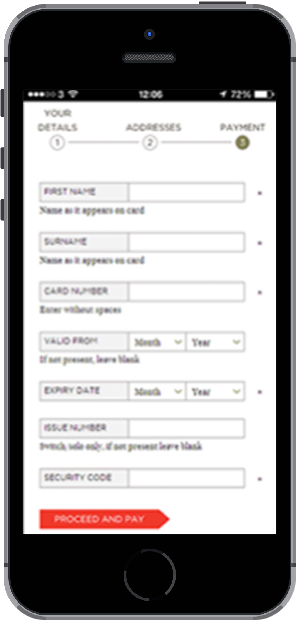 3 12:06 72%
YOUR DETAILS ADDRESSES PAYMENT
1 2 3
FIRST NAME *
Name as it appears on card
SURNAME *
Name as it appears on card
CARD NUMBER *
Enter without spaces
VALID FROM Month Year
If not present, leave blank
EXPIRY DATE Month Year *
ISSUE NUMBER
Switch/solo only, if not present leave blank
SECURITY CODE *
PROCEED AND PAY